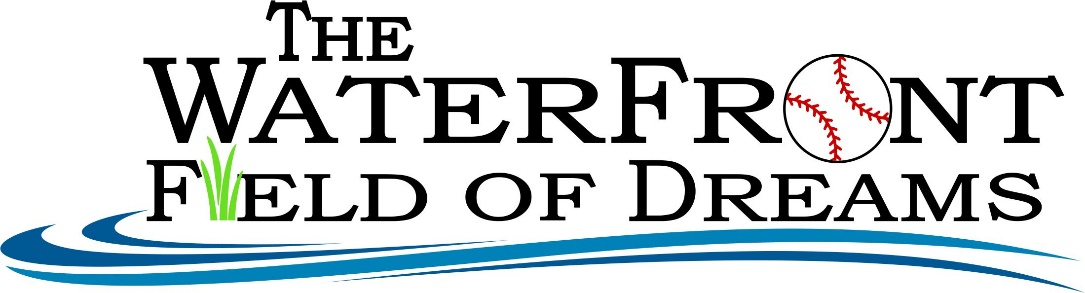 THE
WATERFRONT
FIELD OF DREAMS